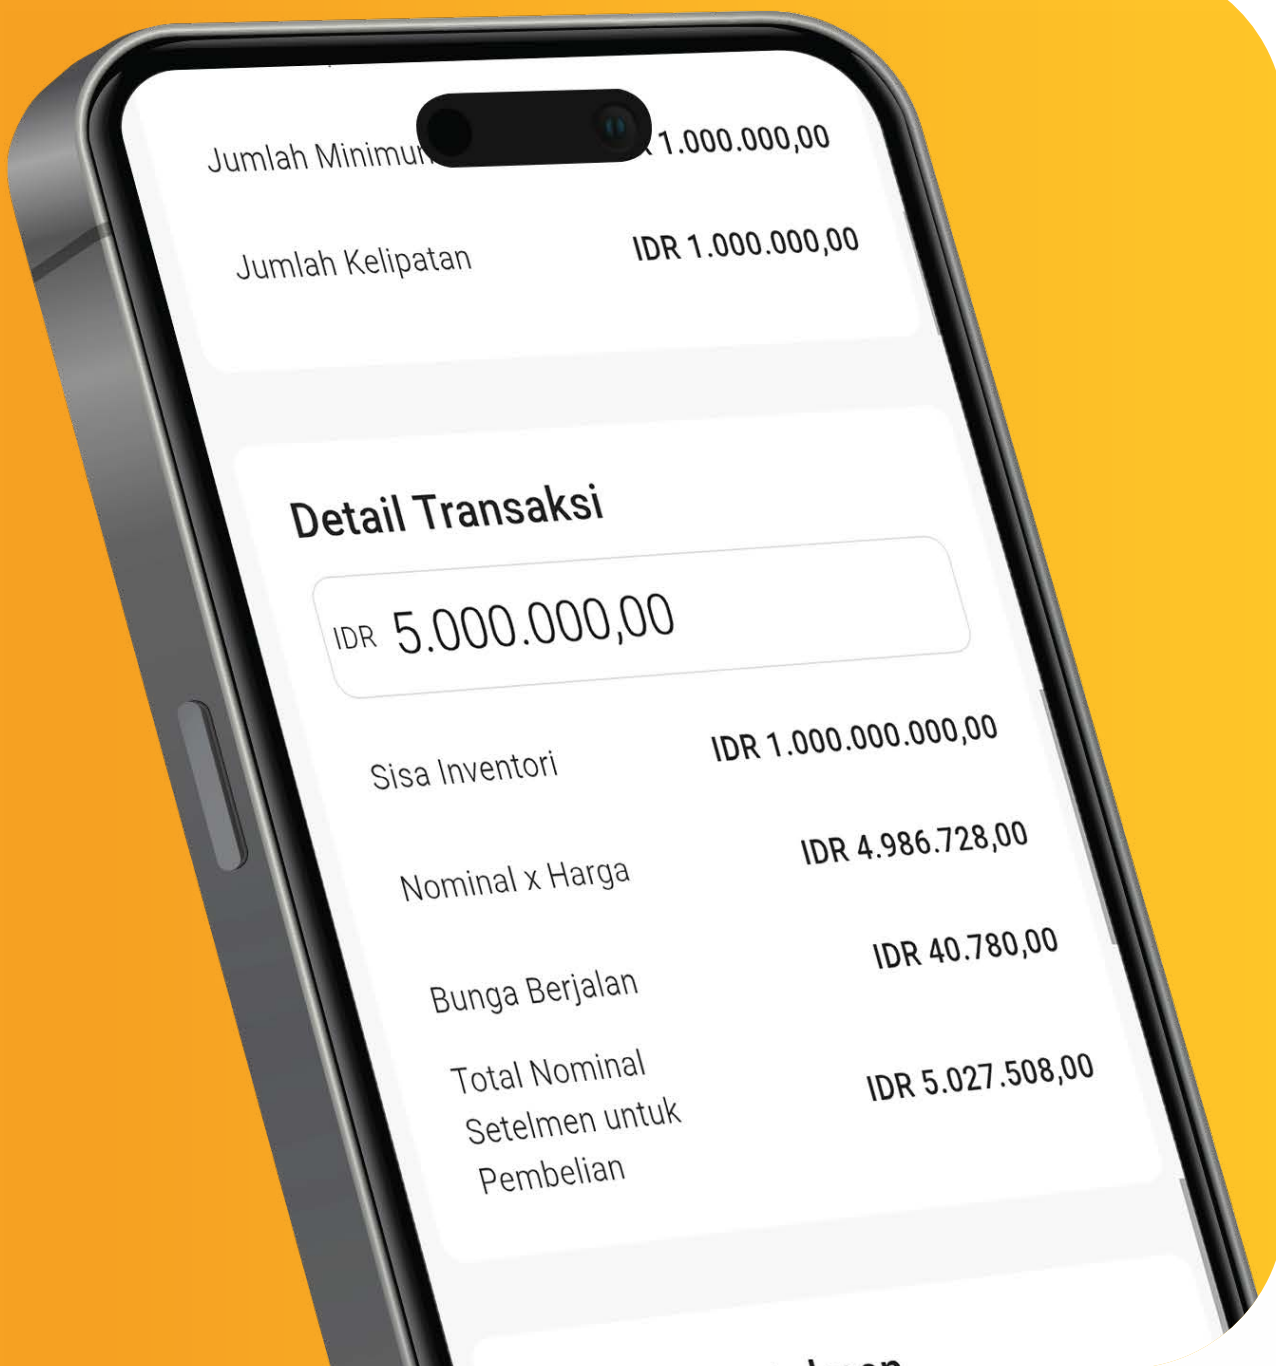 Jumlah
1.000.000,00
Jumlah Kelipatan IDR 1.000.000,00
Detail Transaksi
IDR 5.000.000,00
Sisa Inventori IDR 1.000.000.000,00
Nominal x Harga IDR 4.986.728,00
Bunga Berjalan IDR 40.780,00
Total Nominal
Setelmen untuk
Pembelian
IDR 5.027.508,00